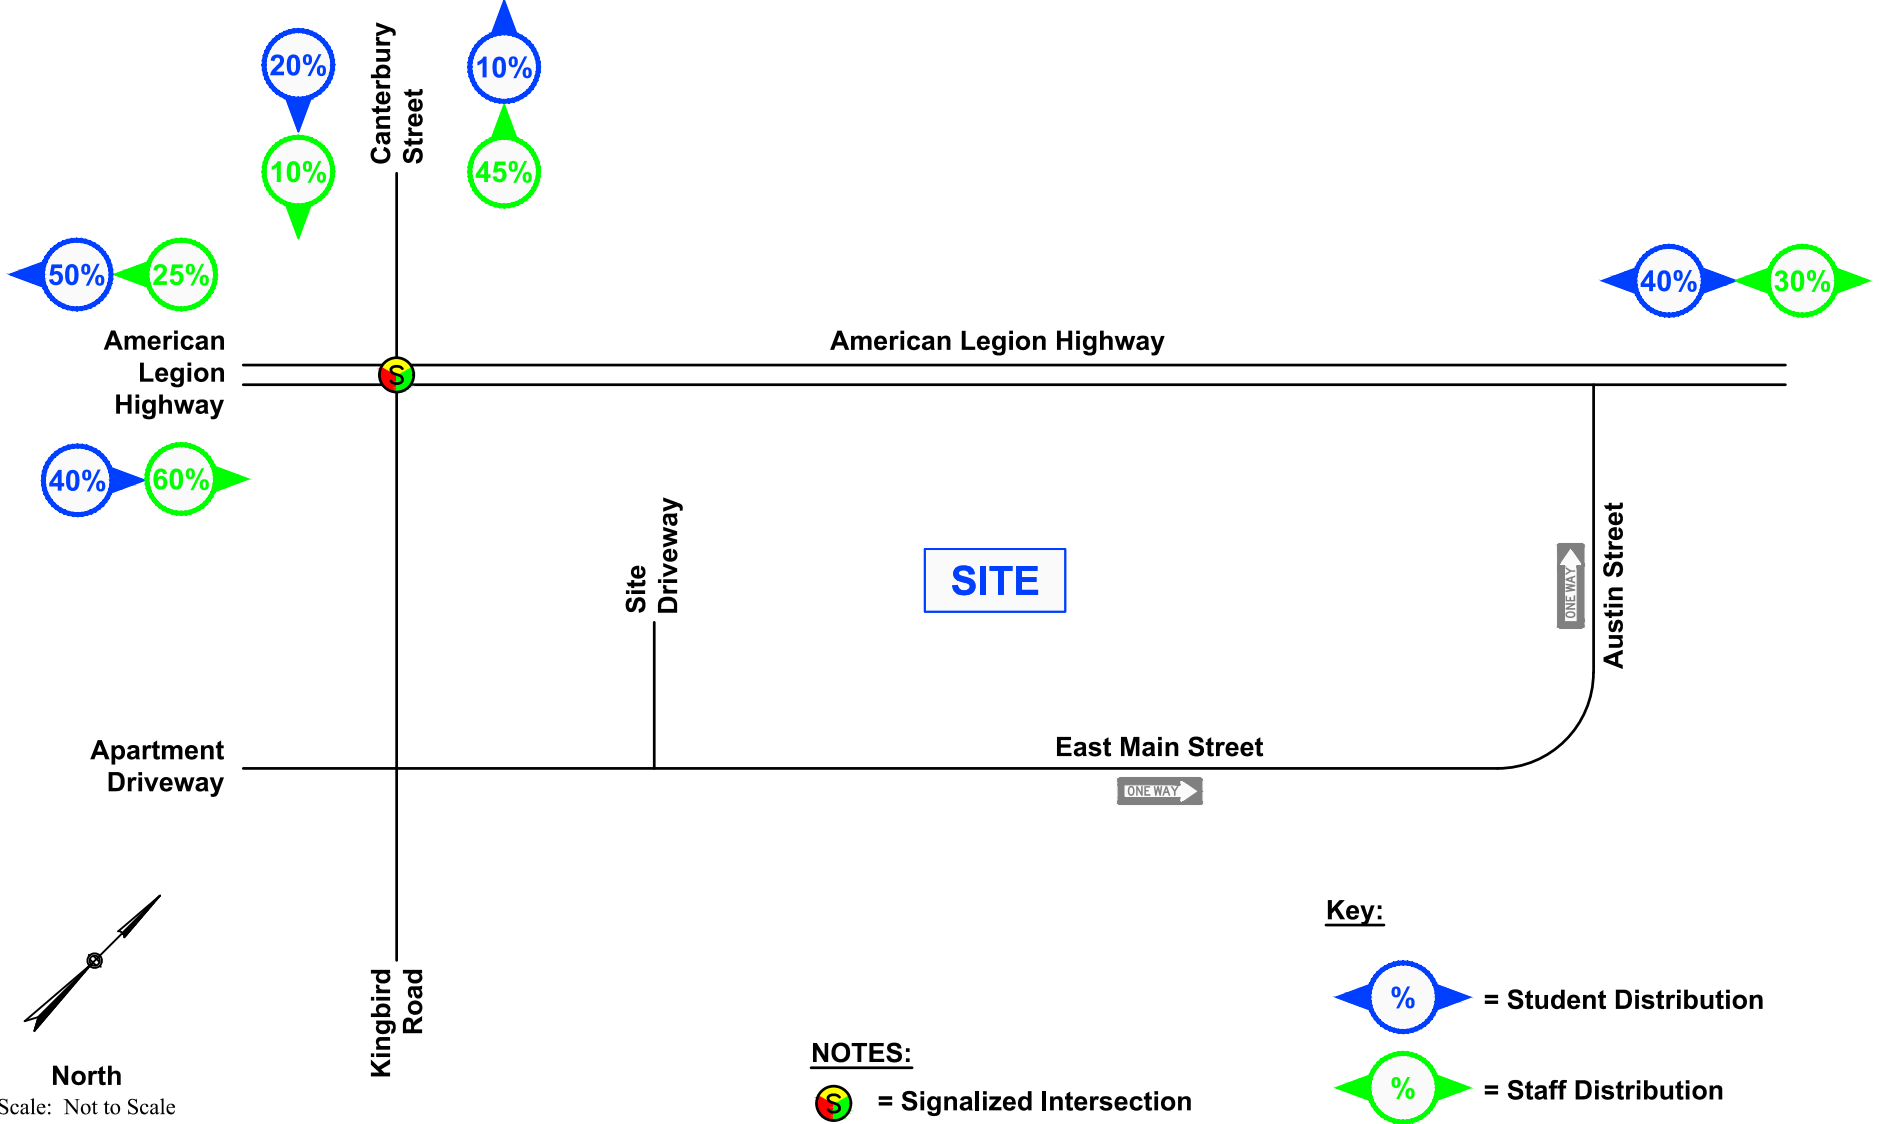 20%
10%
Canterbury
Street
10%
45%
50%
25%
40%
30%
American
Legion
Highway
American Legion Highway
40%
60%
Site
Driveway
SITE
ONE WAY
Austin Street
Apartment
Driveway
East Main Street
ONE WAY
Kingbird
Road
North
Scale: Not to Scale
NOTES:
S = Signalized Intersection
Key:
% = Student Distribution
% = Staff Distribution
S